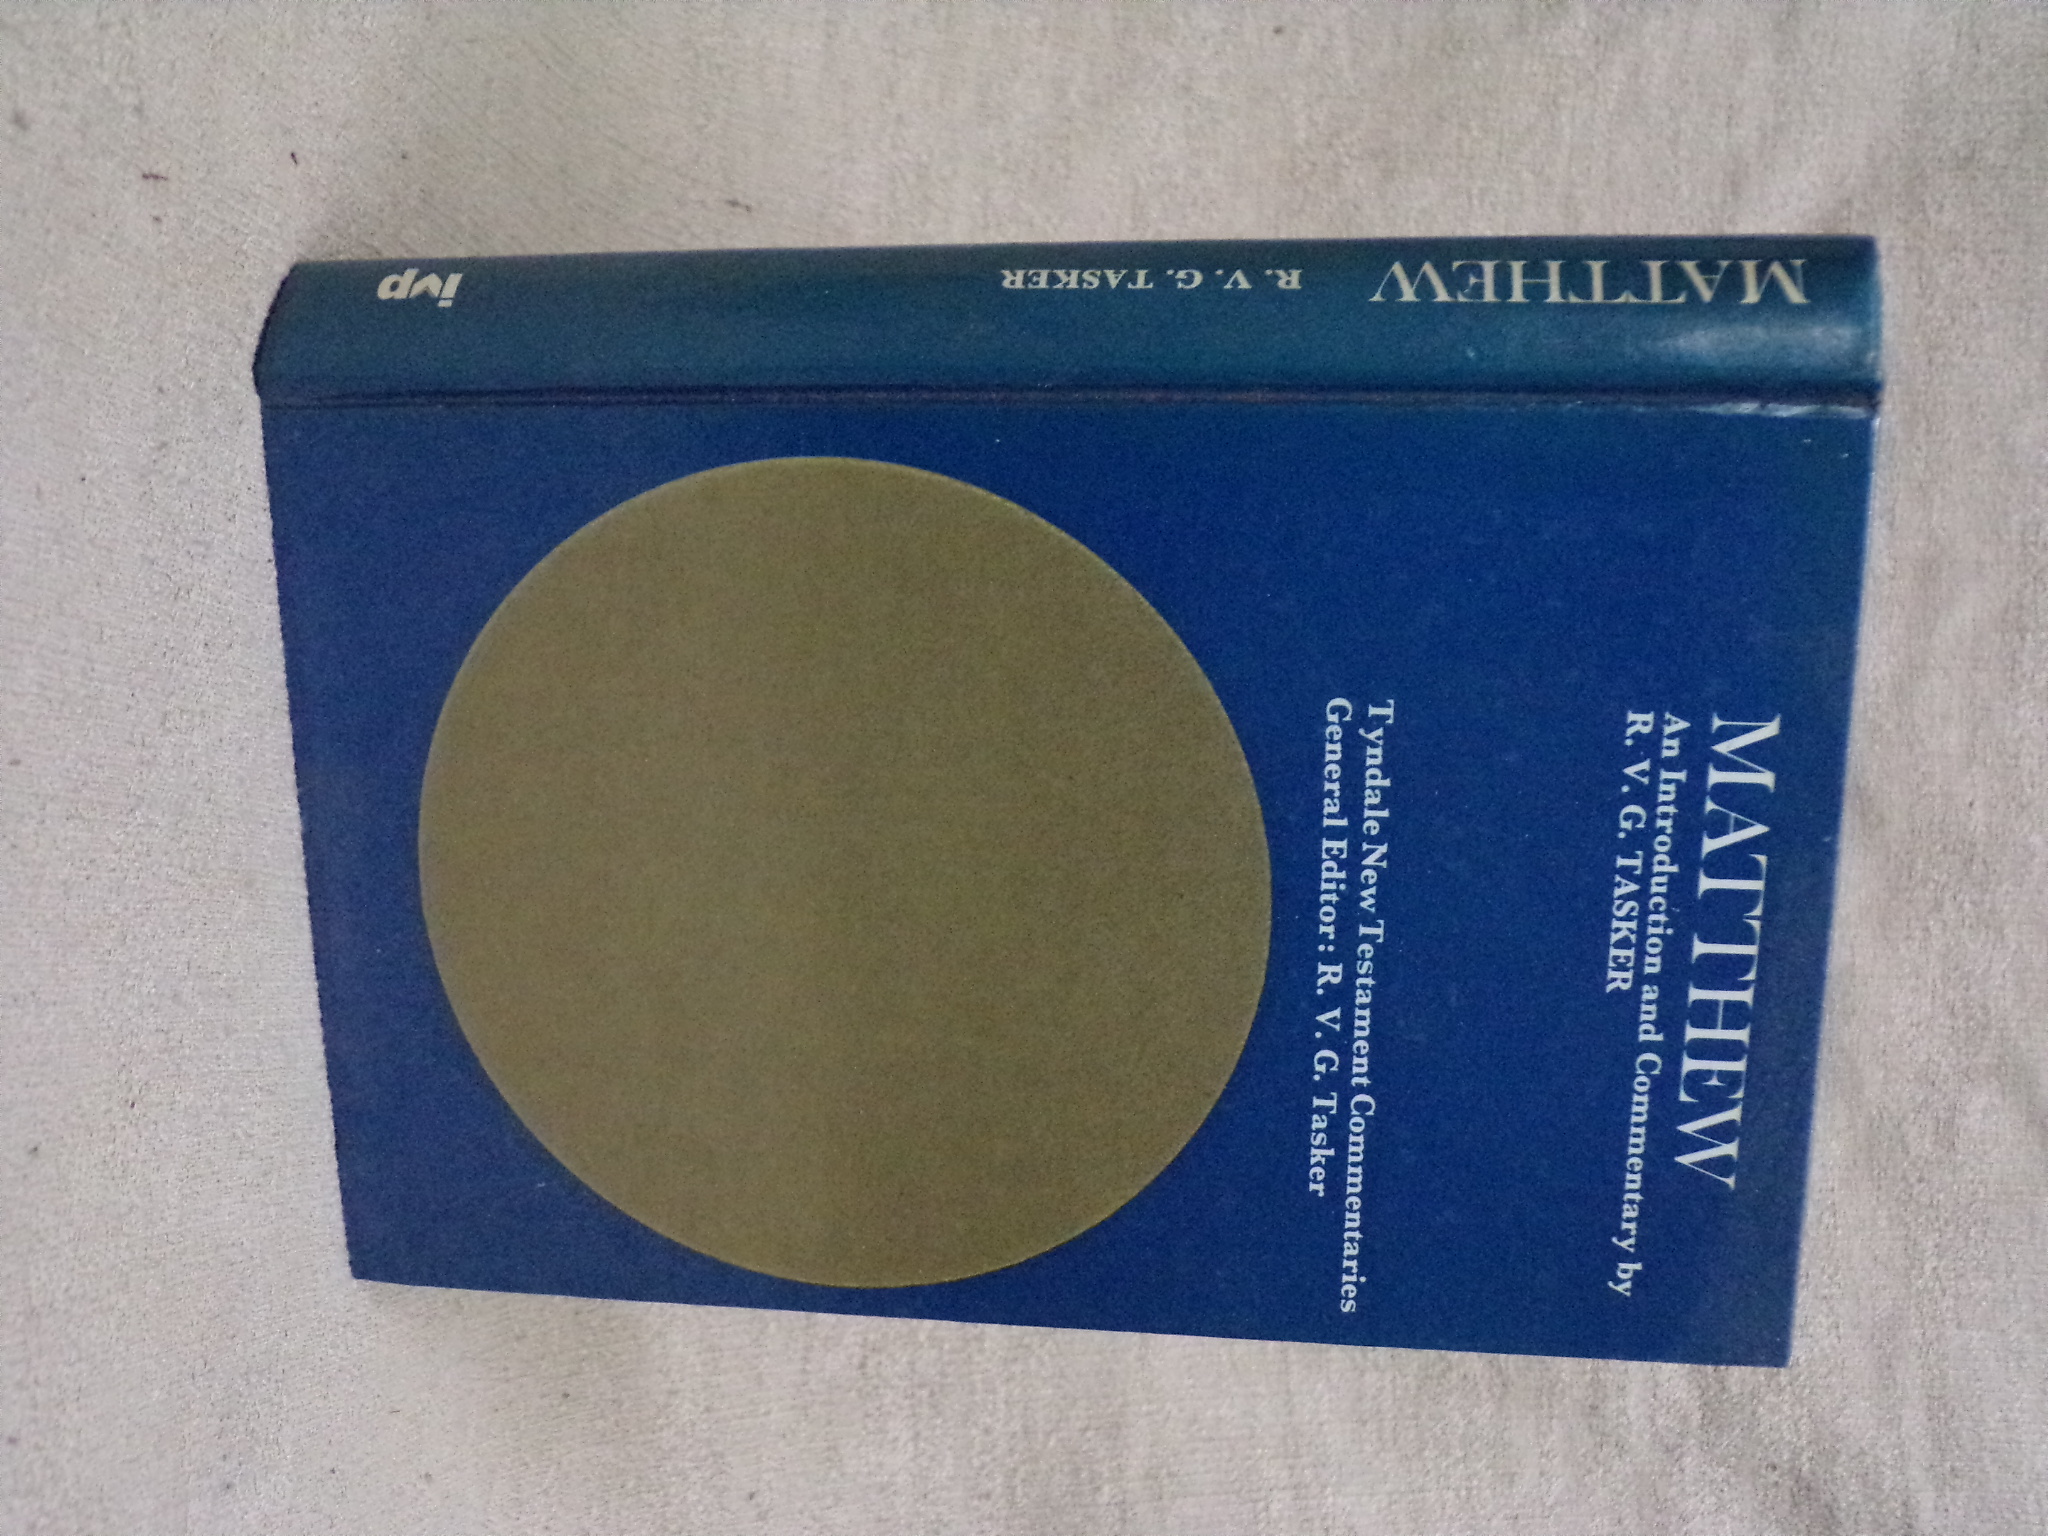 MATTHEW
An Introduction and Commentary by
R. V. G. TASKER
Tyndale New Testament Commentaries
General Editor: R. V. G. Tasker
MATTHEW
R. V. G. TASKER
ivp